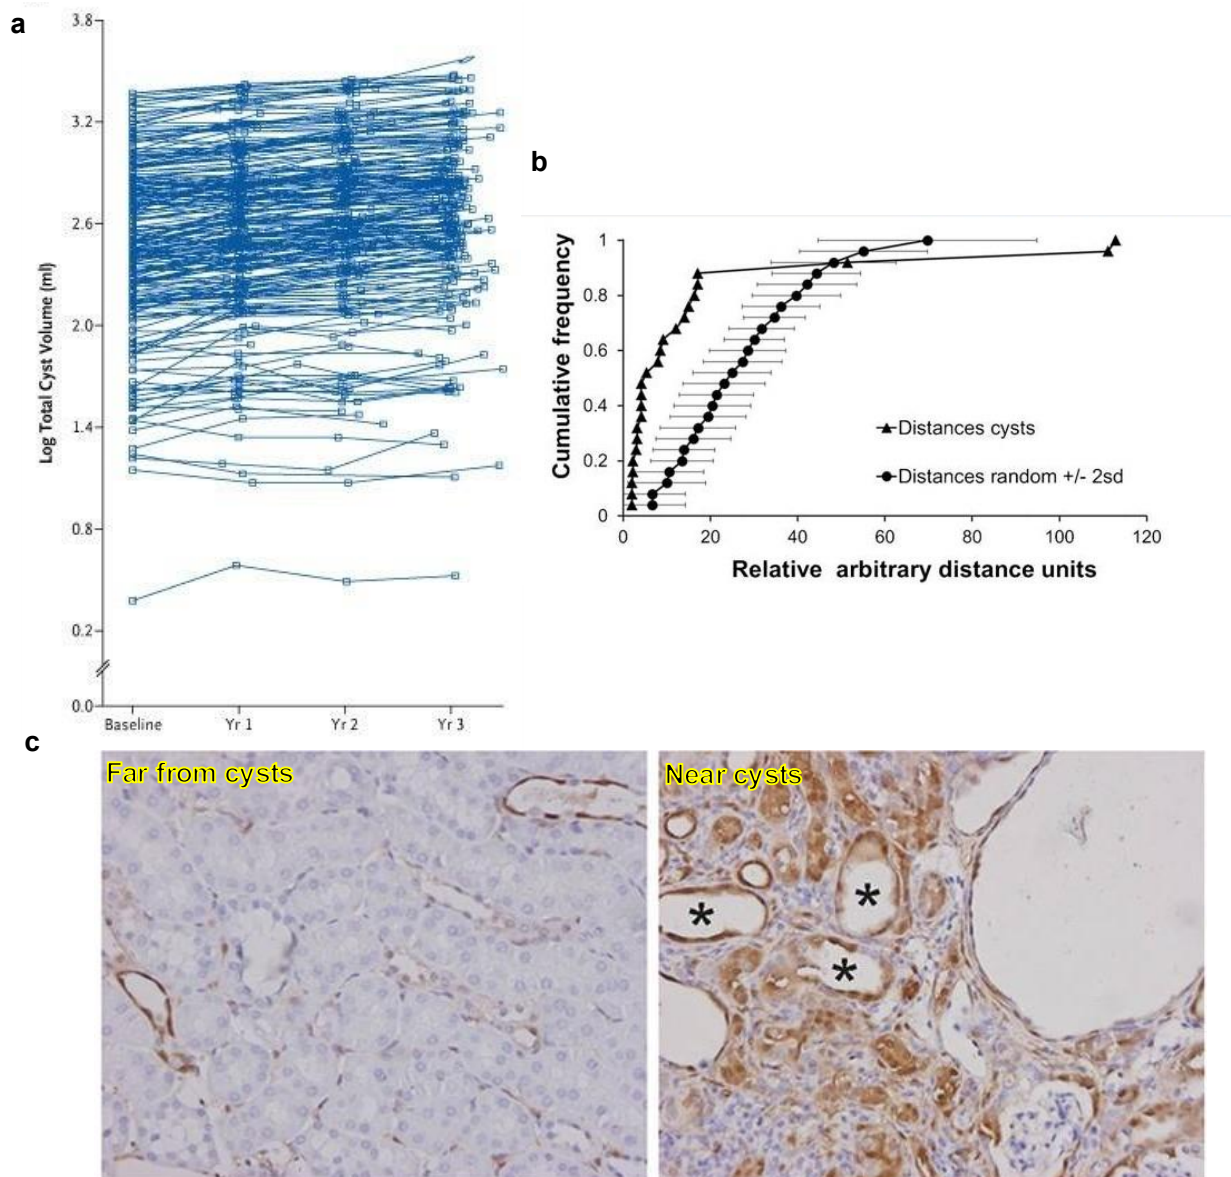 a
3.8
3.2
2.6
2.0
1.4
0.8
0.2
0.0
Log Total Cyst Volume (ml)
Baseline Yr 1 Yr 2 Yr 3
b
1
0.8
0.6
0.4
0.2
0
Cumulative frequency
Distances cysts
Distances random +/- 2sd
0 20 40 60 80 100 120
Relative arbitrary distance units
c
Far from cysts
Near cysts
* * *